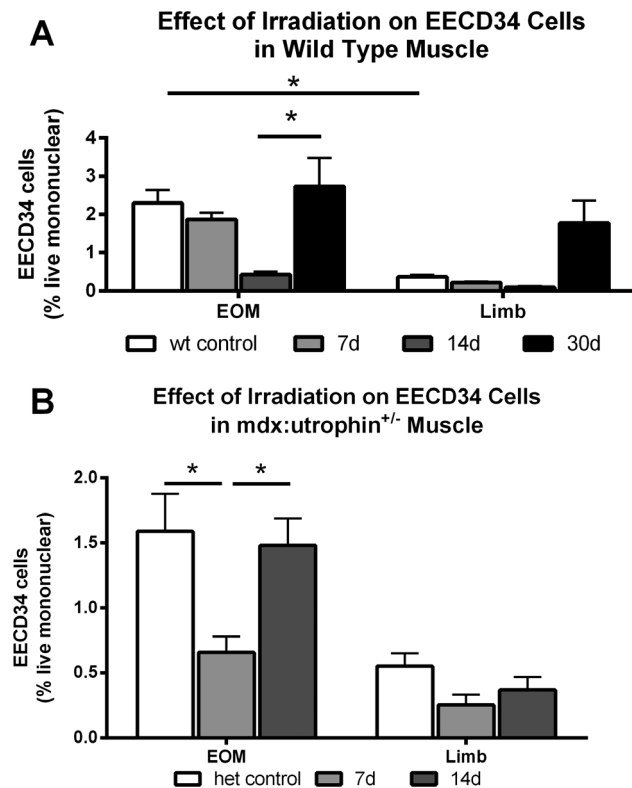 A
Effect of Irradiation on EECD34 Cells
in Wild Type Muscle
*
*
EECD34 cells
(% live mononuclear)
4
3
2
1
0
EOM Limb
wt control 7d 14d 30d
B
Effect of Irradiation on EECD34 Cells
in mdx:utrophin+/- Muscle
* *
EECD34 cells
(% live mononuclear)
2.0
1.5
1.0
0.5
0.0
EOM Limb
het control 7d 14d